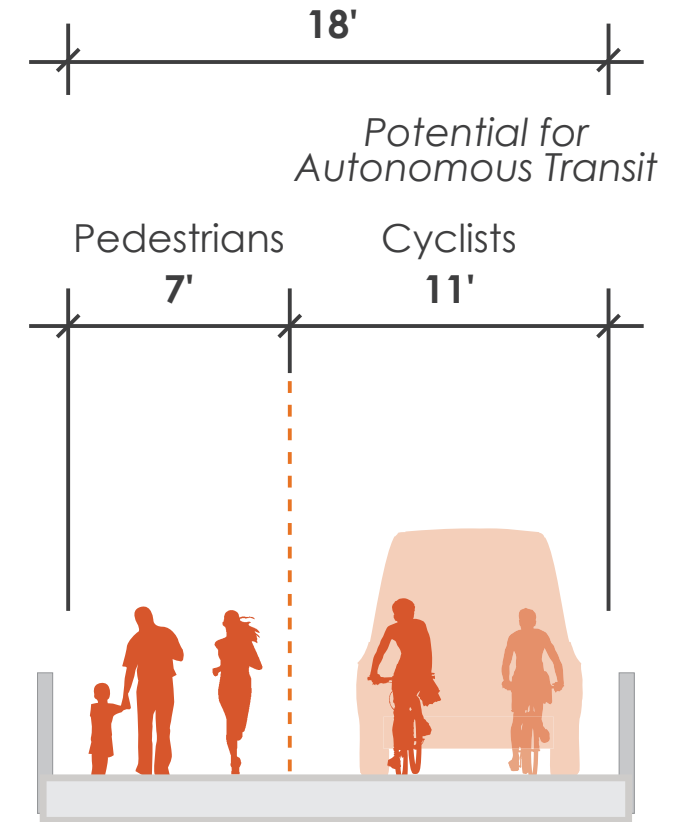 18'
Potential for
Autonomous Transit
Pedestrians
7'
Cyclists
11'